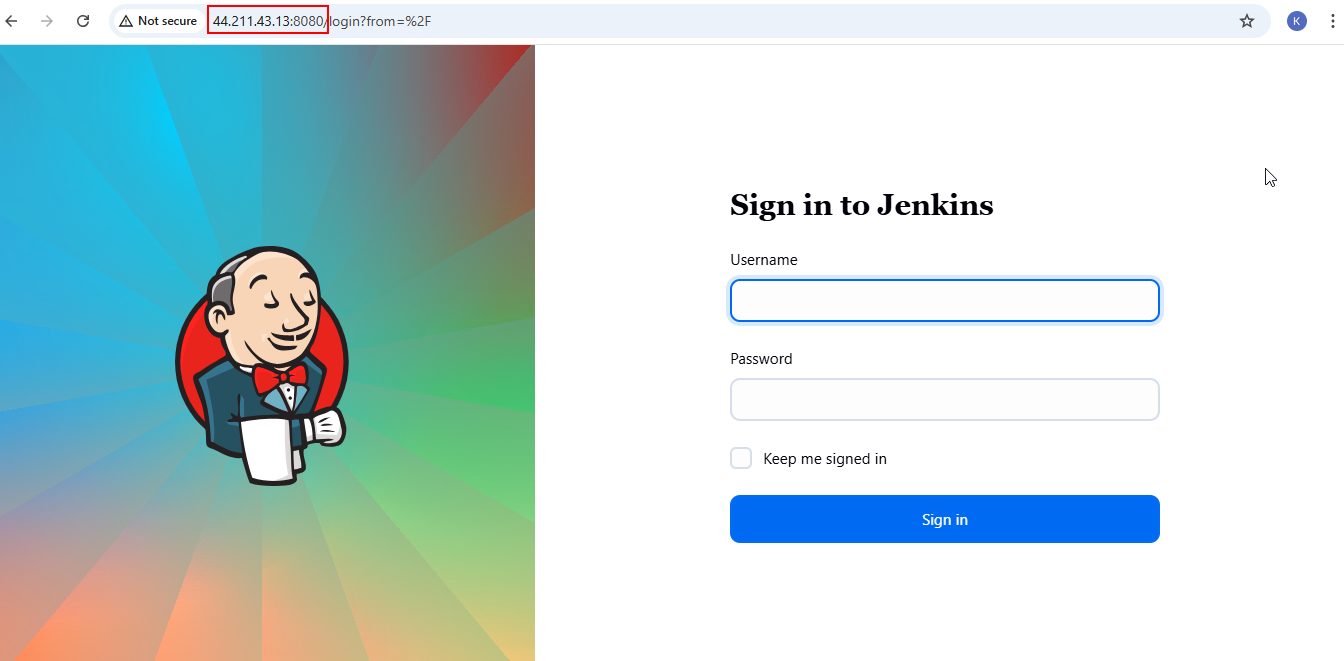 Not secure 44.211.43.13:8080/login?from=%2F K
Sign in to Jenkins
Username
Password
Keep me signed in
Sign in